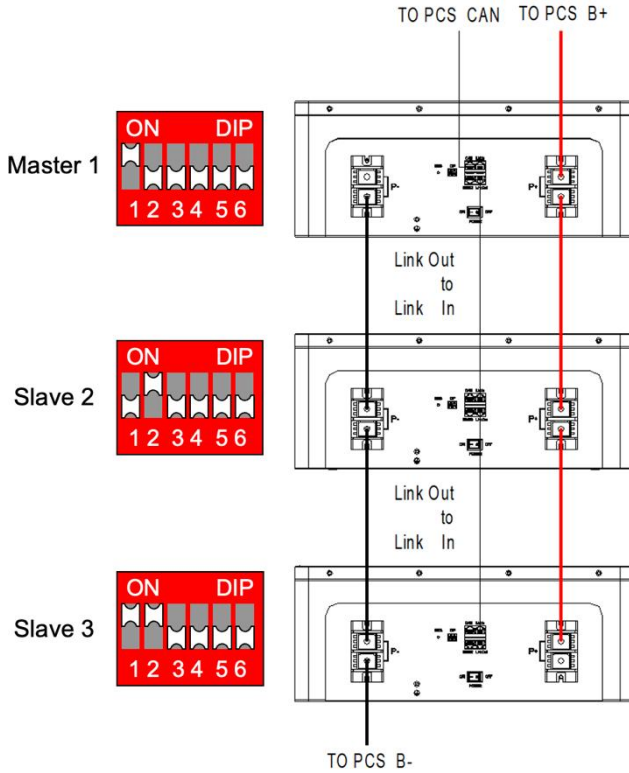 TO PCS CAN TO PCS B+
Master 1
ON DIP
1 2 3 4 5 6
P-
P+
Link Out
to
Link In
Slave 2
ON DIP
1 2 3 4 5 6
P-
P+
Link Out
to
Link In
Slave 3
ON DIP
1 2 3 4 5 6
P-
P+
TO PCS B-